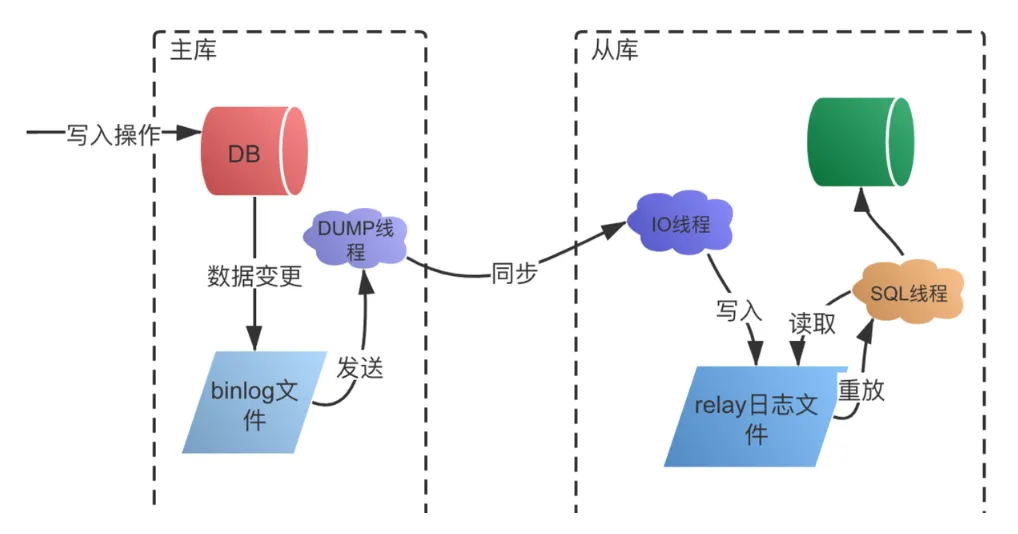 主库
从库
写入操作
DB
DUMP线
程
IO线程
数据变更
同步
SQL线程
写入
读取
发送
binlog文
件
relay日志文
件
重放